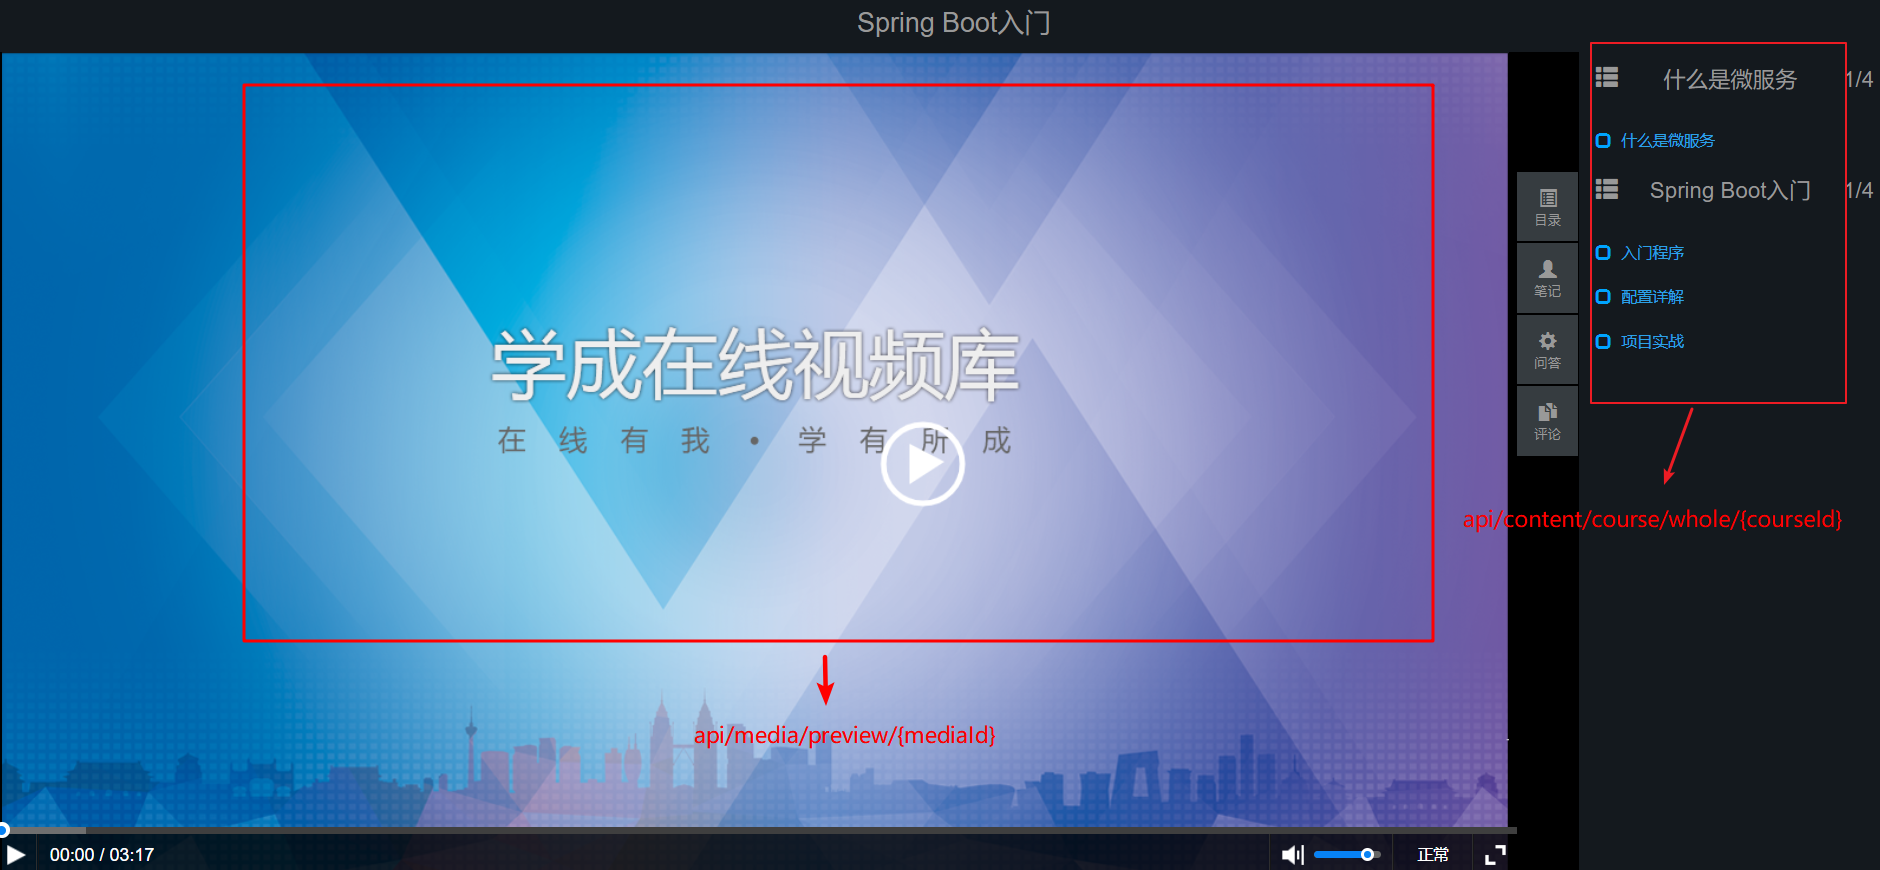 Spring Boot入门
学成在线视频库
在线有我·学有所成
api/media/preview/{mediaId}
00:00 / 03:17
正常
目录
笔记
问答
评论
什么是微服务 1/4
什么是微服务
Spring Boot入门 1/4
入门程序
配置详解
项目实战
api/content/course/whole/{courseId}